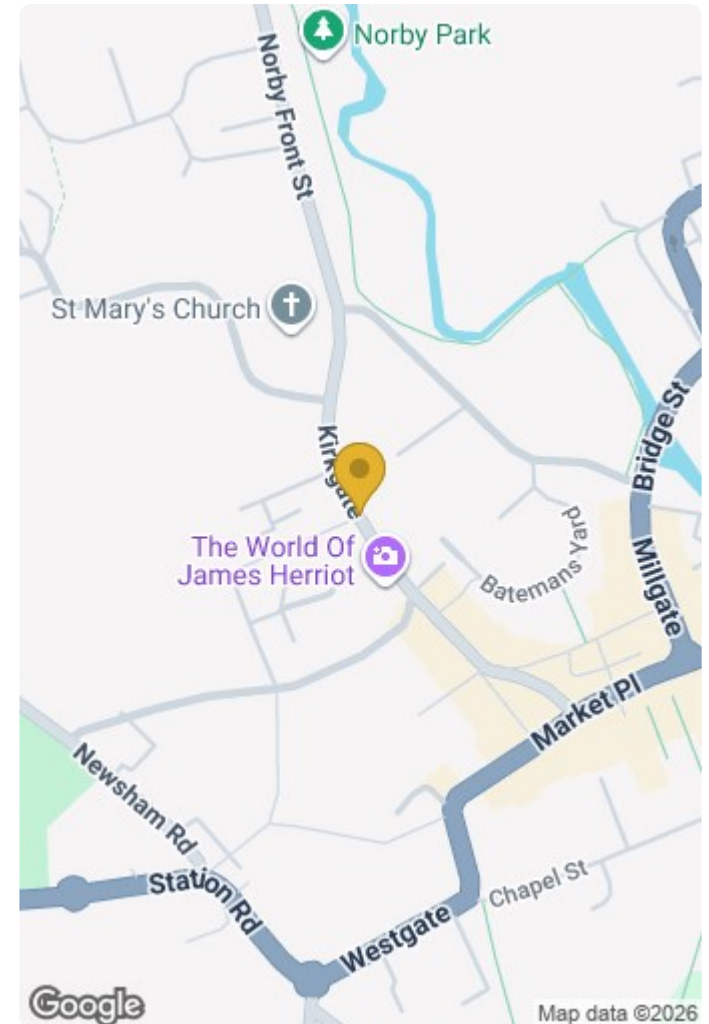 Norby Park
Norby Front St
St Mary's Church
Kirkgate
Bridge St
The World Of
James Herriot
Batemans Yard
Millgate
Market Pl
Newsham Rd
Station Rd
Chapel St
Westgate
Google
Map data ©2026